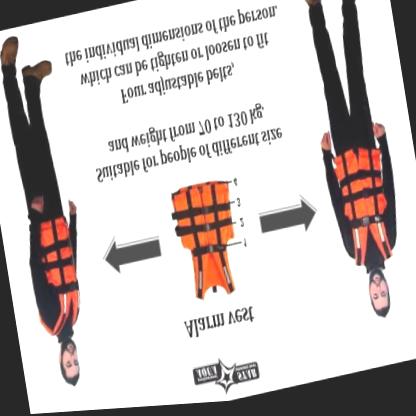 STAR
Alarm vest
1
2
3
4
Suitable for people of different size
and weight from 70 to 130 kg.
Four adjustable belts,
which can be tighten or loosen to fit
the individual dimensions of the person.